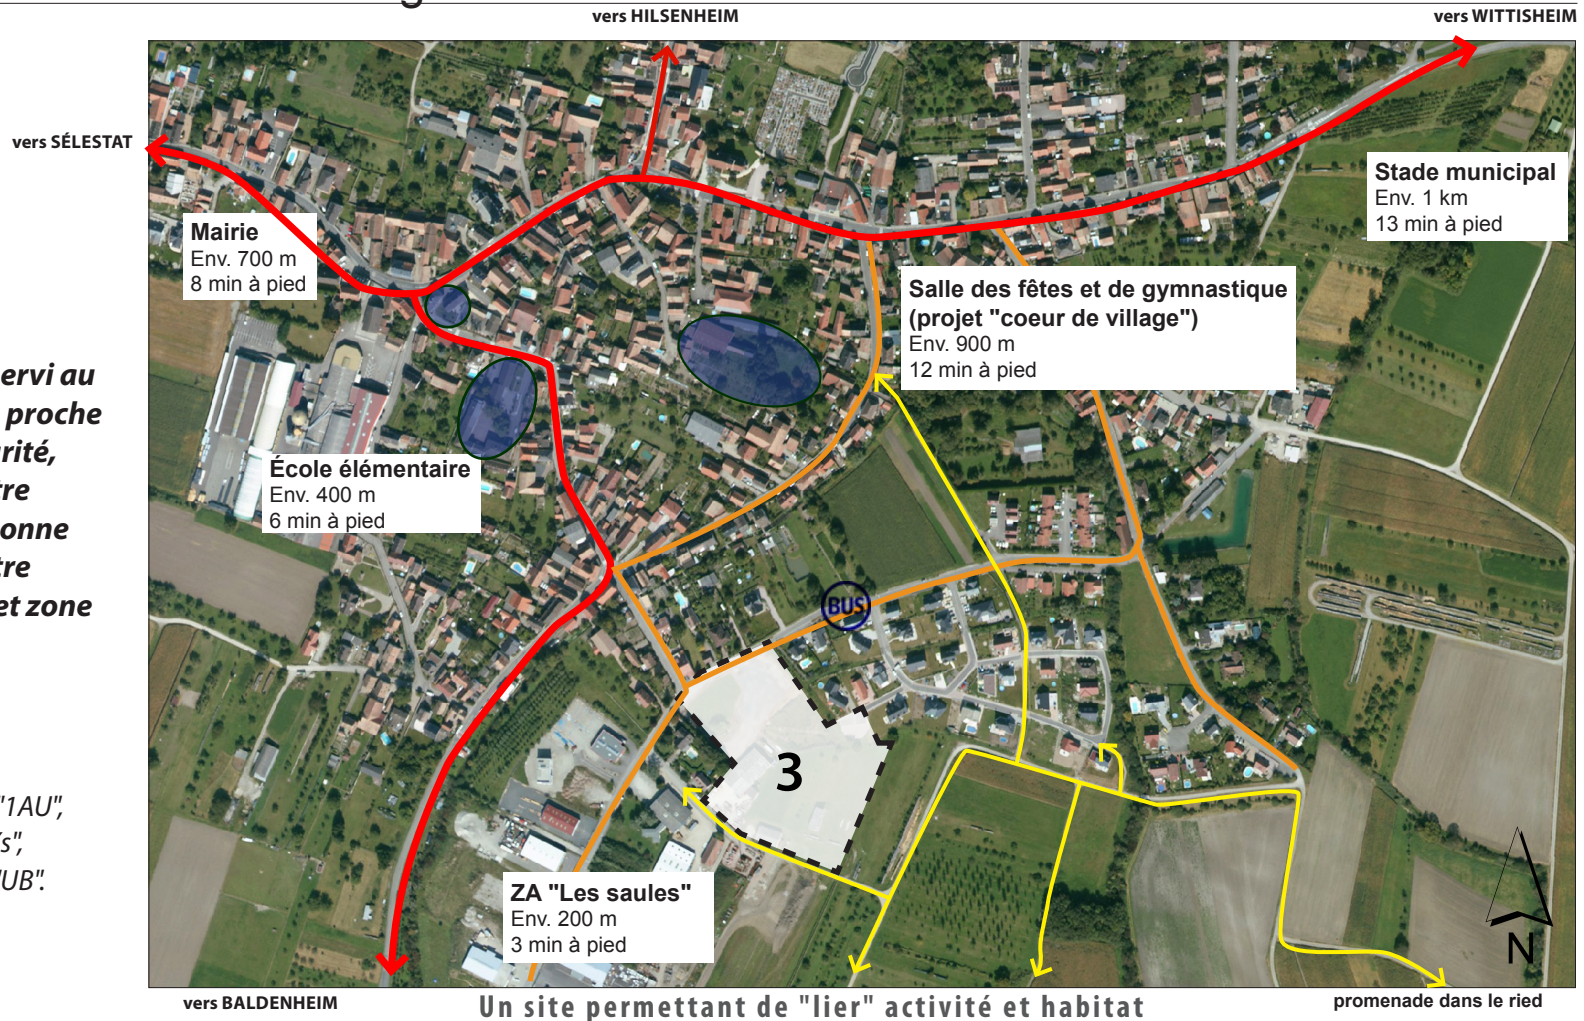 vers HILSENHEIM
vers WITTISHEIM
vers SÉLESTAT
Stade municipal
Env. 1 km
13 min à pied
Mairie
Env. 700 m
8 min à pied
Salle des fêtes et de gymnastique
(projet "coeur de village")
Env. 900 m
12 min à pied
ervi au
proche
rité,
tre
onne
tre
et zone
École élémentaire
Env. 400 m
6 min à pied
BUS
3
"1AU",
s",
"UB".
ZA "Les saules"
Env. 200 m
3 min à pied
N
vers BALDENHEIM
Un site permettant de "lier" activité et habitat
promenade dans le ried